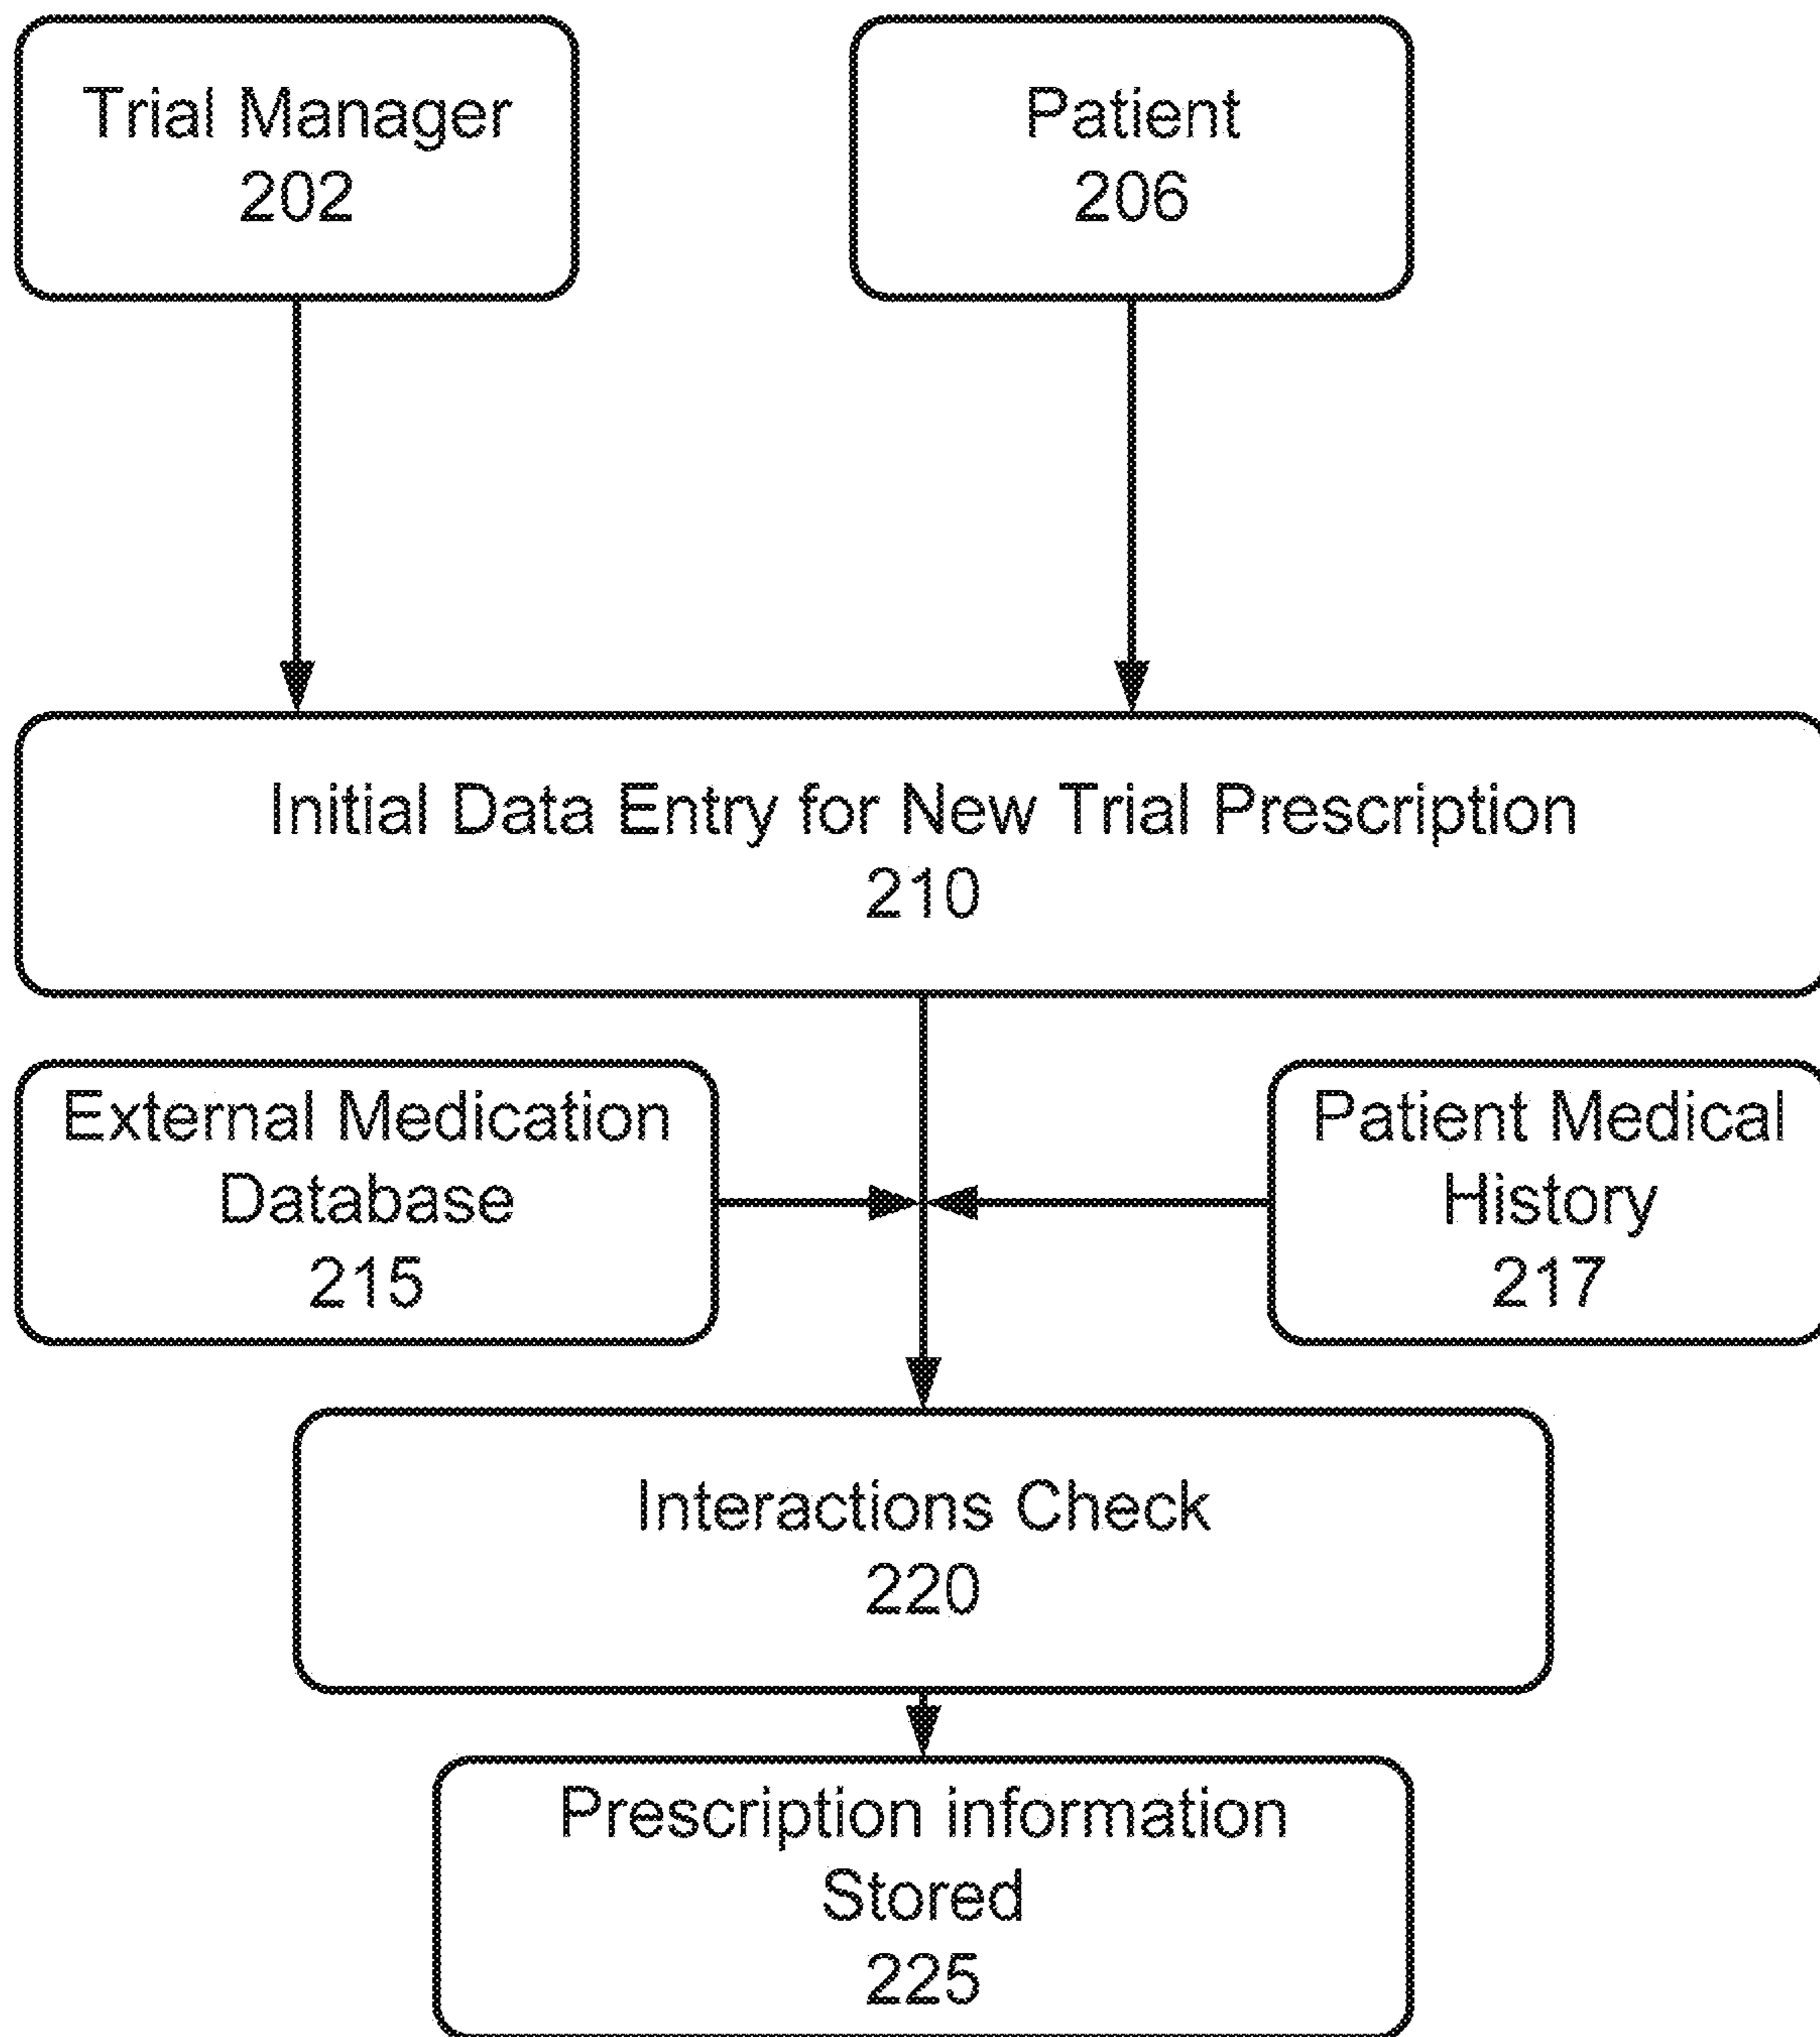 Trial Manager
202
Patient
206
Initial Data Entry for New Trial Prescription
210
External Medication
Database
215
Patient Medical
History
217
Interactions Check
220
Prescription information
Stored
225